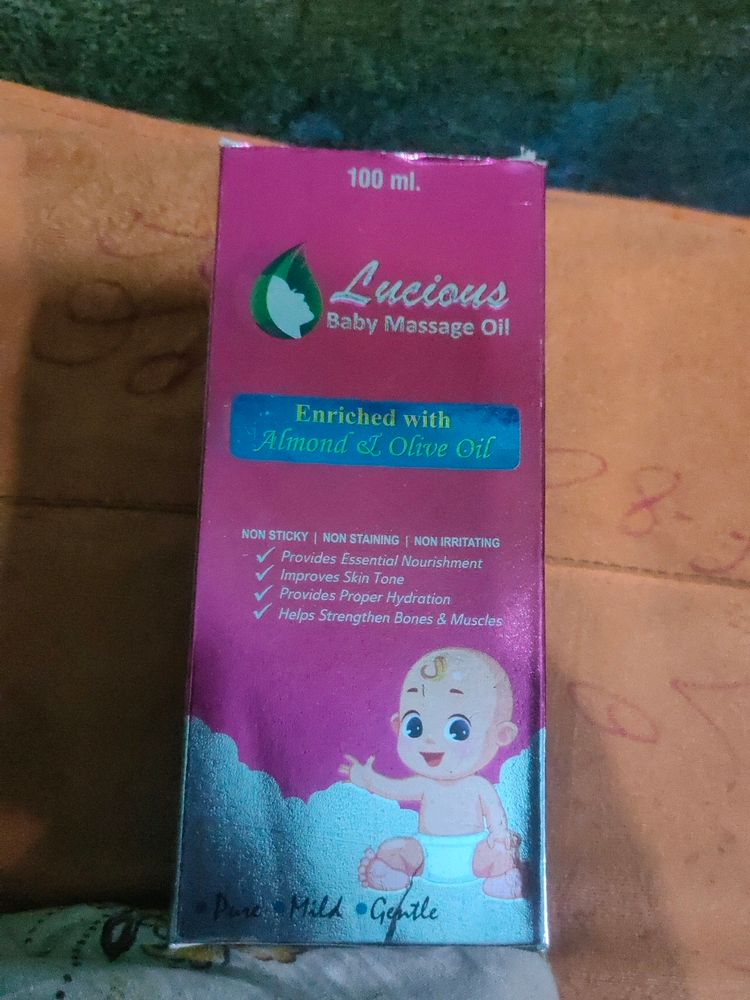 100 ml.
Lucious
Baby Massage Oil
Enriched with
Almond & Olive Oil
NON STICKY | NON STAINING | NON IRRITATING
✓ Provides Essential Nourishment
✓ Improves Skin Tone
✓ Provides Proper Hydration
✓ Helps Strengthen Bones & Muscles
• Pure • Mild • Gentle